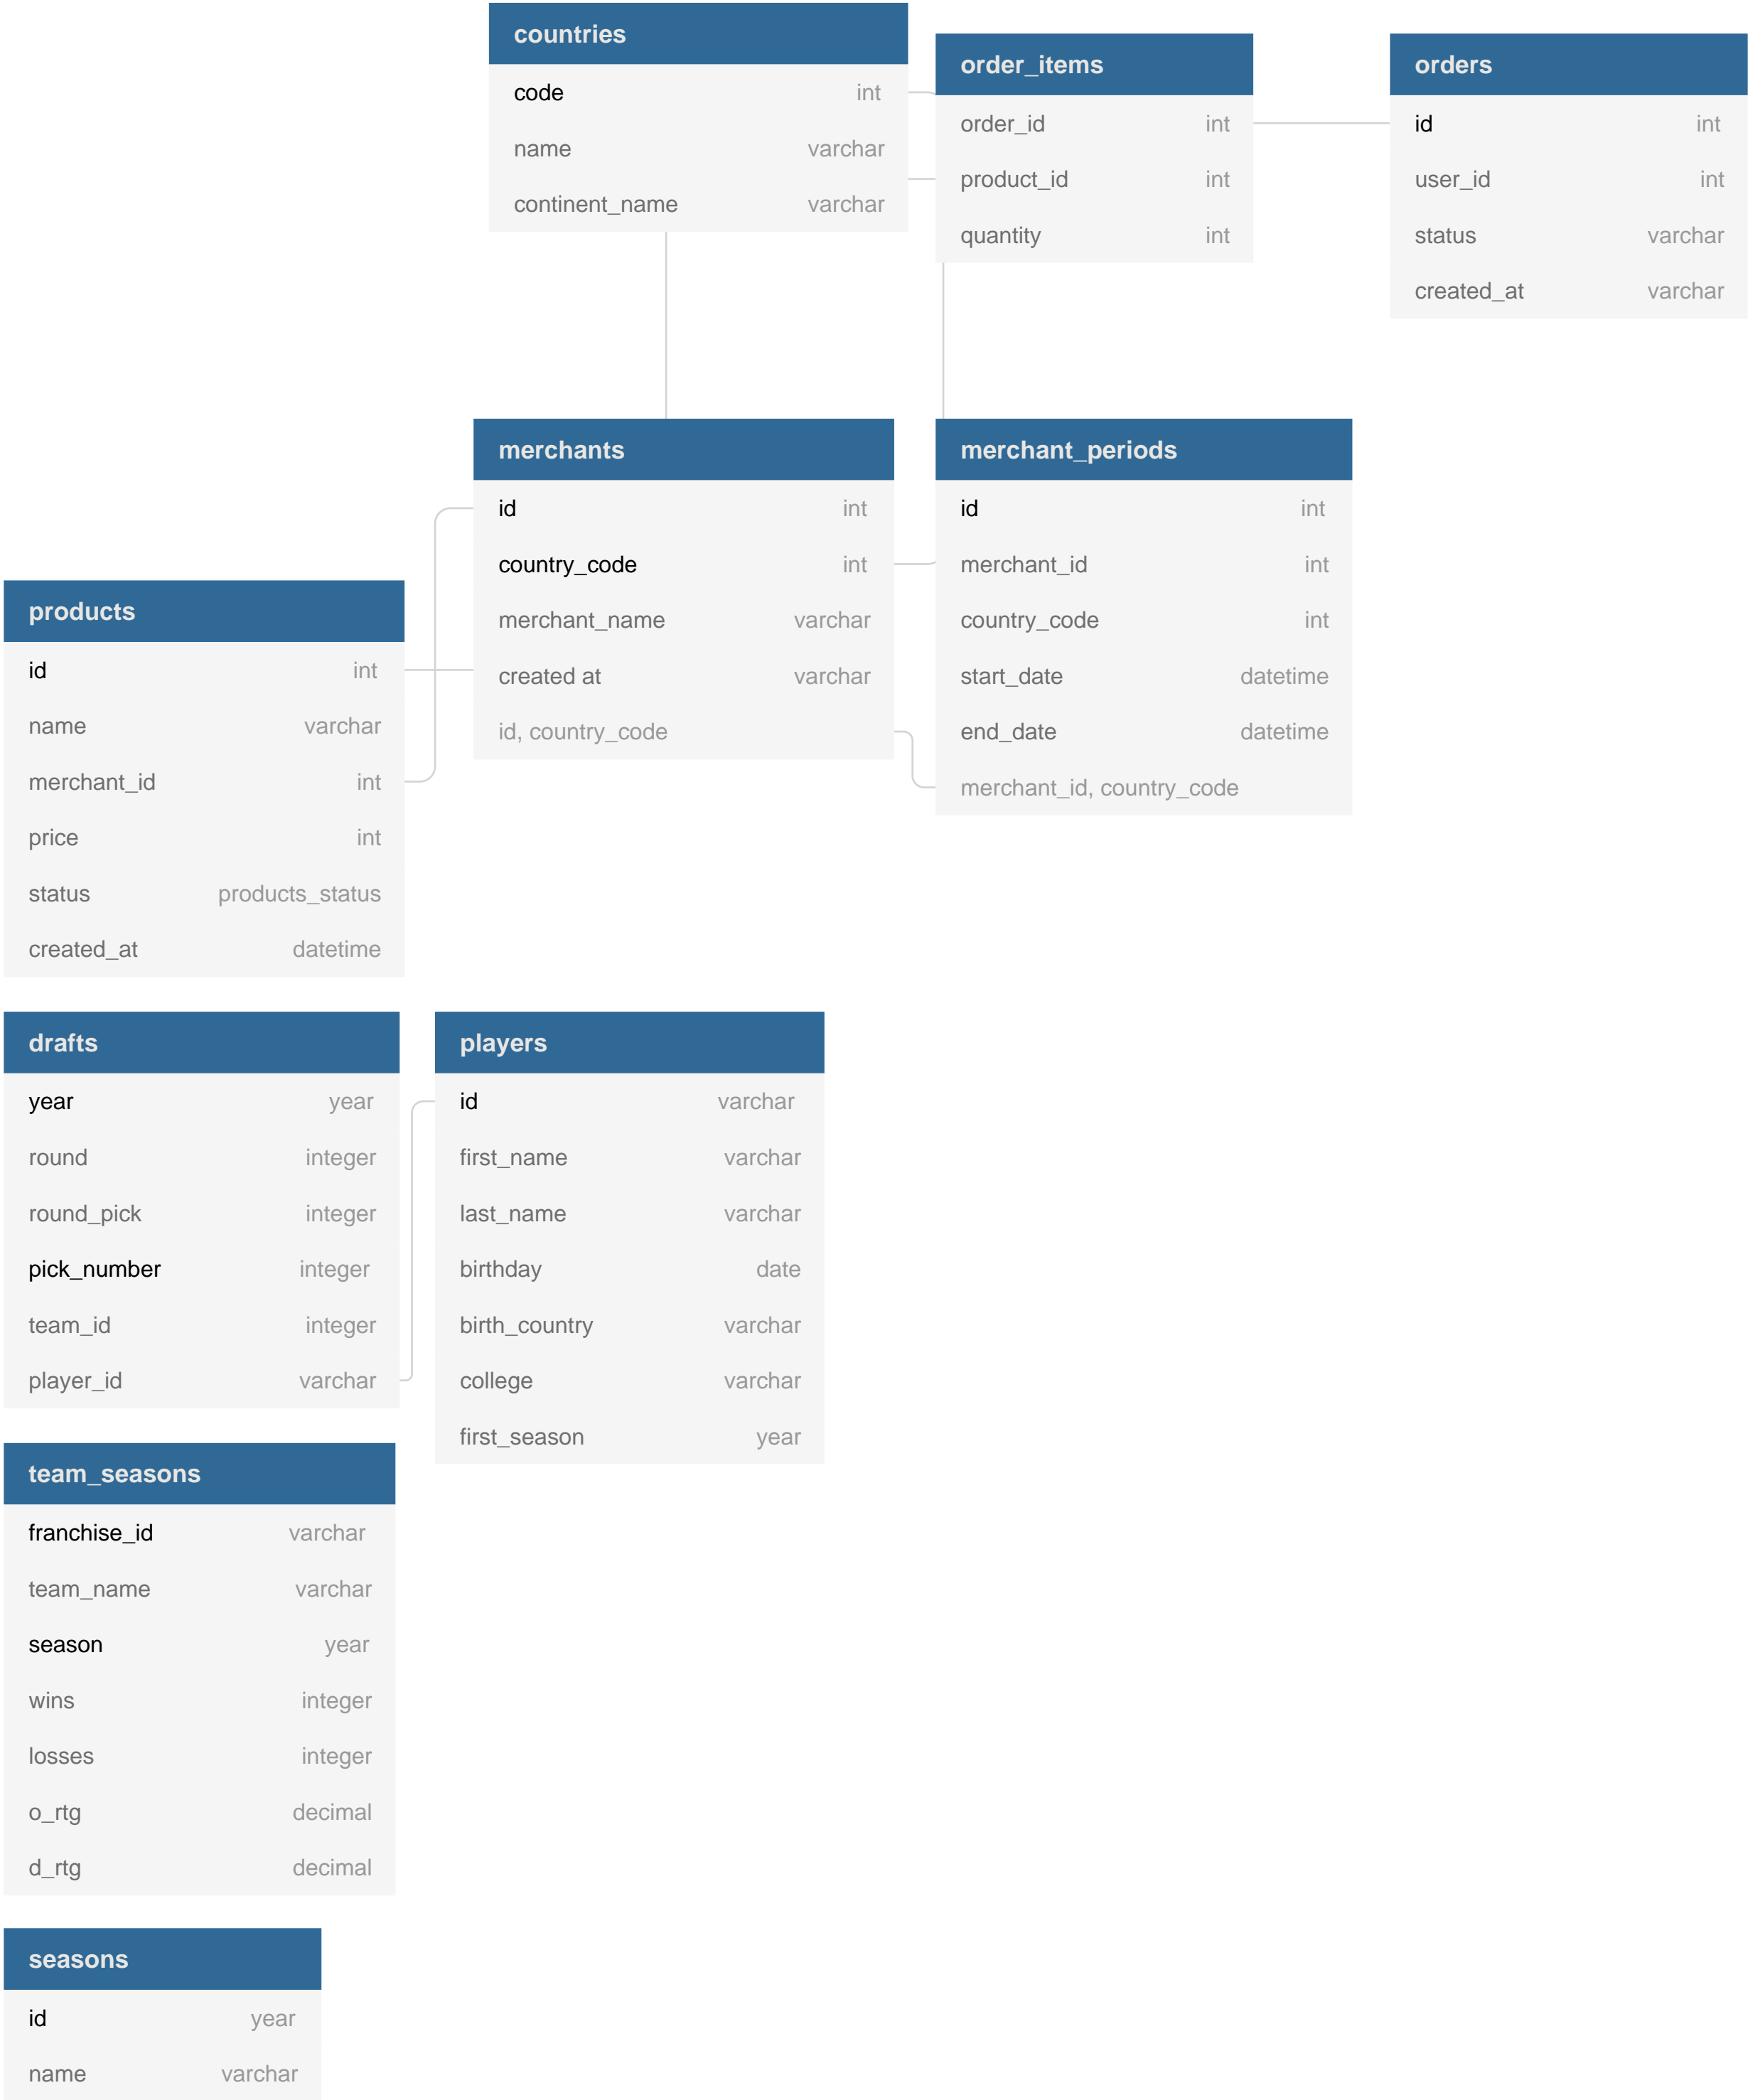 countries
code int
name varchar
continent_name varchar
order_items
order_id int
product_id int
quantity int
orders
id int
user_id int
status varchar
created_at varchar
merchants
id int
country_code int
merchant_name varchar
created at varchar
id, country_code
merchant_periods
id int
merchant_id int
country_code int
start_date datetime
end_date datetime
merchant_id, country_code
products
id int
name varchar
merchant_id int
price int
status products_status
created_at datetime
drafts
year year
round integer
round_pick integer
pick_number integer
team_id integer
player_id varchar
players
id varchar
first_name varchar
last_name varchar
birthday date
birth_country varchar
college varchar
first_season year
team_seasons
franchise_id varchar
team_name varchar
season year
wins integer
losses integer
o_rtg decimal
d_rtg decimal
seasons
id year
name varchar